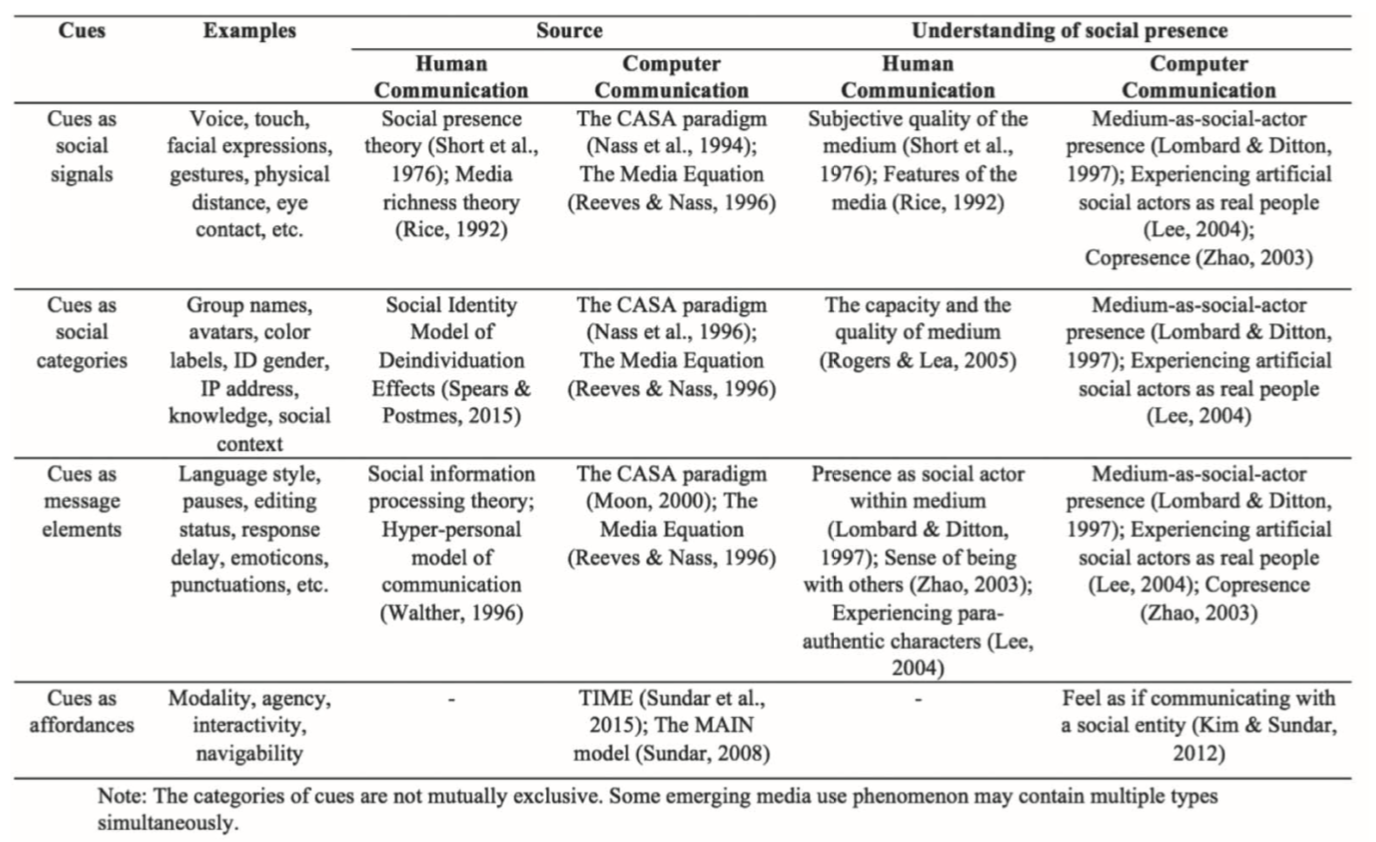 Cues Examples Source Understanding of social presence
Human Communication Computer Communication Human Communication Computer Communication
Cues as
social
signals
Voice, touch,
facial expressions,
gestures, physical
distance, eye
contact, etc.
Social presence
theory (Short et al.,
1976); Media
richness theory
(Rice, 1992)
The CASA paradigm
(Nass et al., 1994);
The Media Equation
(Reeves & Nass, 1996)
Subjective quality of the
medium (Short et al.,
1976); Features of the
media (Rice, 1992)
Medium-as-social-actor
presence (Lombard & Ditton,
1997); Experiencing artificial
social actors as real people
(Lee, 2004);
Copresence (Zhao, 2003)
Cues as
social
categories
Group names,
avatars, color
labels, ID gender,
IP address,
knowledge, social
context
Social Identity
Model of
Deindividuation
Effects (Spears &
Postmes, 2015)
The CASA paradigm
(Nass et al., 1996);
The Media Equation
(Reeves & Nass, 1996)
The capacity and the
quality of medium
(Rogers & Lea, 2005)
Medium-as-social-actor
presence (Lombard & Ditton,
1997); Experiencing artificial
social actors as real people
(Lee, 2004)
Cues as
message
elements
Language style,
pauses, editing
status, response
delay, emoticons,
punctuations, etc.
Social information
processing theory;
Hyper-personal
model of
communication
(Walther, 1996)
The CASA paradigm
(Moon, 2000); The
Media Equation
(Reeves & Nass, 1996)
Presence as social actor
within medium
(Lombard & Ditton,
1997); Sense of being
with others (Zhao, 2003);
Experiencing para-
authentic characters (Lee,
2004)
Medium-as-social-actor
presence (Lombard & Ditton,
1997); Experiencing artificial
social actors as real people
(Lee, 2004); Copresence
(Zhao, 2003)
Cues as
affordances
Modality, agency,
interactivity,
navigability
-
TIME (Sundar et al.,
2015); The MAIN
model (Sundar, 2008)
-
Feel as if communicating with
a social entity (Kim & Sundar,
2012)
Note: The categories of cues are not mutually exclusive. Some emerging media use phenomenon may contain multiple types
simultaneously.